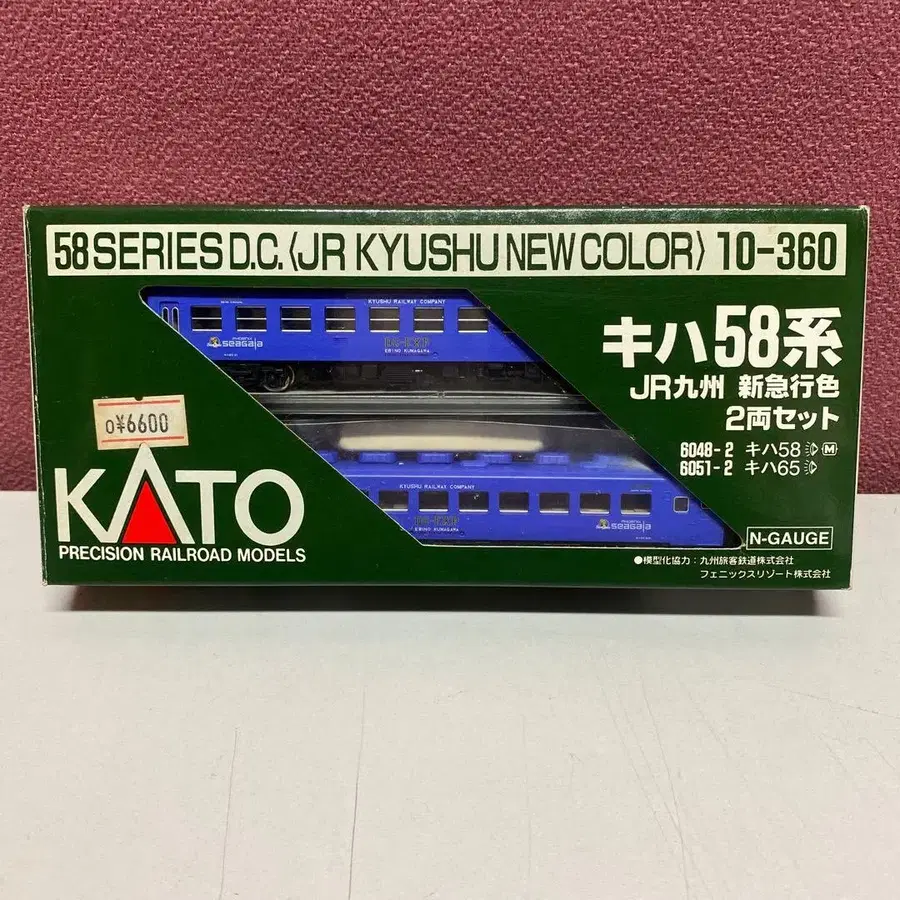 58 SERIES D.C. 〈JR KYUSHU NEW COLOR〉 10-360
KYUSHU RAILWAY COMPANY
seagaia
EBINO KUMAGAWA
キハ58系
JR九州 新急行色
2両セット
6048-2 キハ58 M
6051-2 キハ65
¥6600
KATO
PRECISION RAILROAD MODELS
KYUSHU RAILWAY COMPANY
EBINO KUMAGAWA
seagaia
N-GAUGE
●模型化協力：九州旅客鉄道株式会社
フェニックスリゾート株式会社